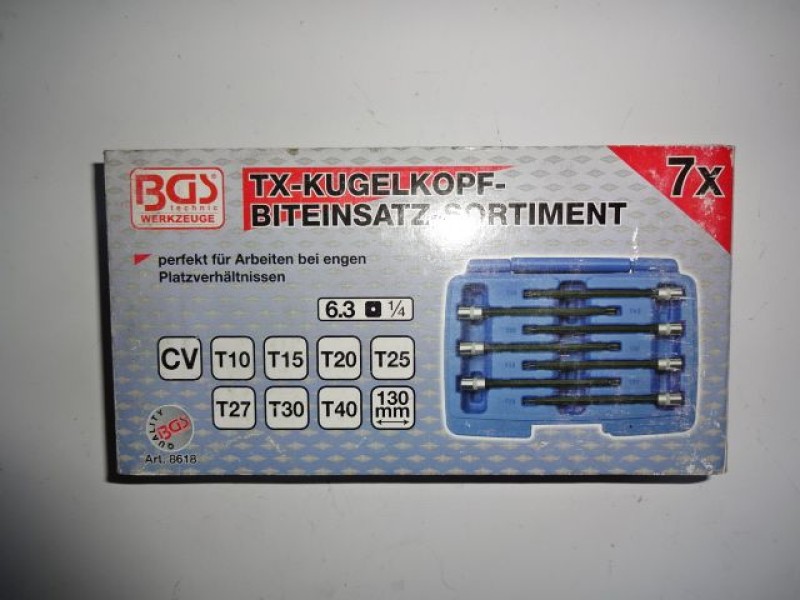 BGS
technic
WERKZEUGE
TX-KUGELKOPF-
BITEINSATZ-SORTIMENT
7x
perfekt für Arbeiten bei engen
Platzverhältnissen
6.3 1/4
CV T10 T15 T20 T25
T27 T30 T40 130
mm
QUALITY
BGS
Art. 8618